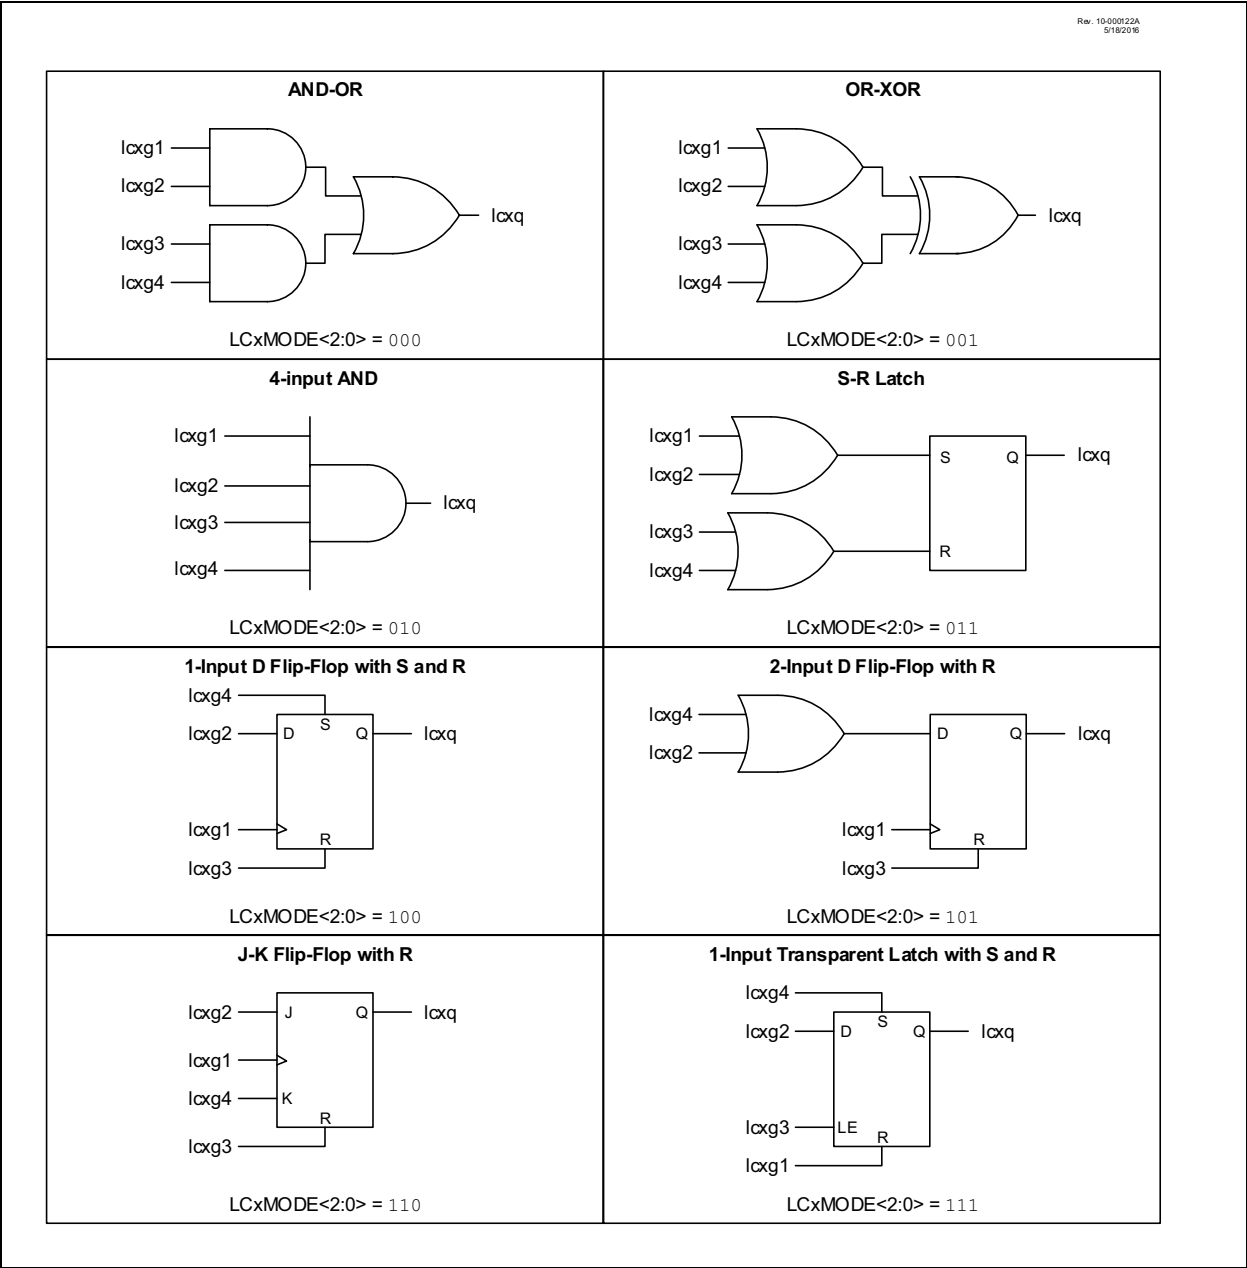 Rev. 10-000122A
5/18/2016
AND-OR
lcxg1
lcxg2
lcxg3
lcxg4
lcxq
LCxMODE<2:0> = 000
OR-XOR
lcxg1
lcxg2
lcxg3
lcxg4
lcxq
LCxMODE<2:0> = 001
4-input AND
lcxg1
lcxg2
lcxg3
lcxg4
lcxq
LCxMODE<2:0> = 010
S-R Latch
lcxg1
lcxg2
lcxg3
lcxg4
S
Q
R
lcxq
LCxMODE<2:0> = 011
1-Input D Flip-Flop with S and R
lcxg4
S
lcxg2
D
Q
lcxq
lcxg1
R
lcxg3
LCxMODE<2:0> = 100
2-Input D Flip-Flop with R
lcxg4
lcxg2
D
Q
lcxq
lcxg1
R
lcxg3
LCxMODE<2:0> = 101
J-K Flip-Flop with R
lcxg2
J
Q
lcxq
lcxg1
lcxg4
K
R
lcxg3
LCxMODE<2:0> = 110
1-Input Transparent Latch with S and R
lcxg4
S
lcxg2
D
Q
lcxq
lcxg3
LE
R
lcxg1
LCxMODE<2:0> = 111